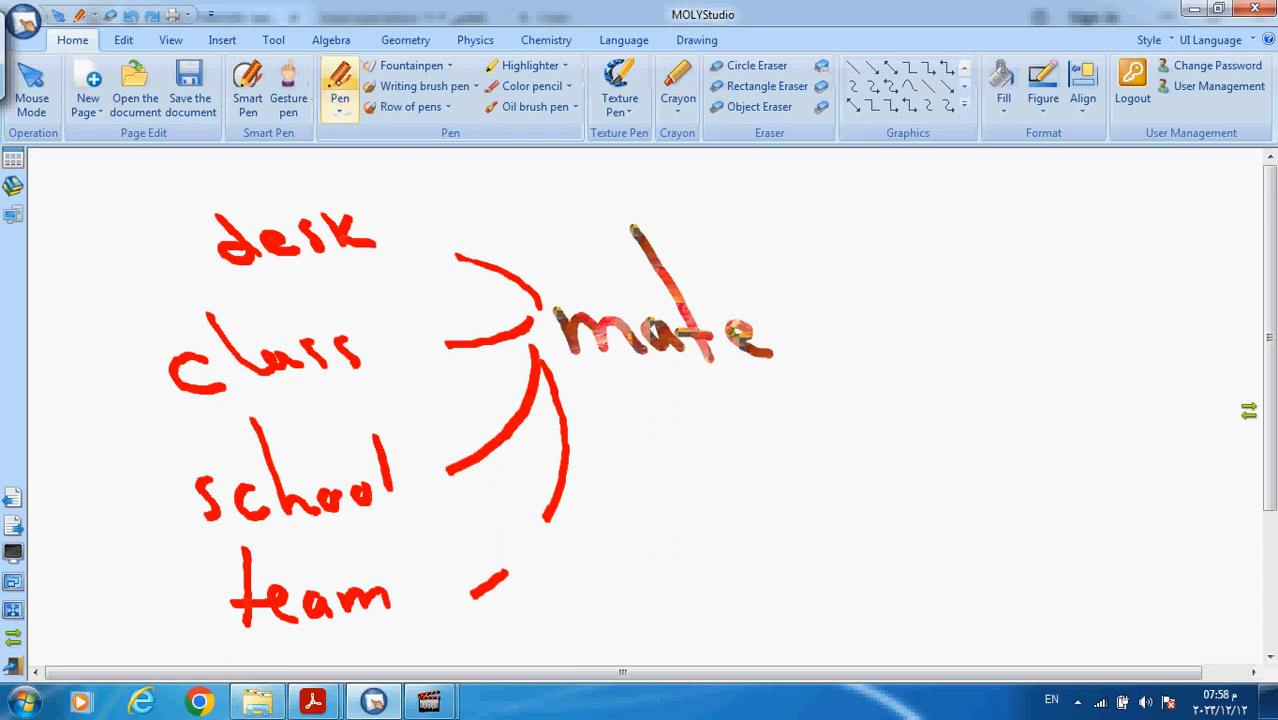 MOLYStudio
Home Edit View Insert Tool Algebra Geometry Physics Chemistry Language Drawing Style UI Language
Mouse Mode
Operation
New Page
Open the document
Save the document
Page Edit
Smart Pen
Gesture pen
Smart Pen
Pen
Fountainpen
Writing brush pen
Row of pens
Highlighter
Color pencil
Oil brush pen
Pen
Texture Pen
Texture Pen
Crayon
Crayon
Circle Eraser
Rectangle Eraser
Object Eraser
Eraser
Graphics
Fill
Figure
Align
Format
Logout
Change Password
User Management
User Management
desk
class
school
team
mate
EN
07:58 م
٢٠٢٣/١٢/١٢